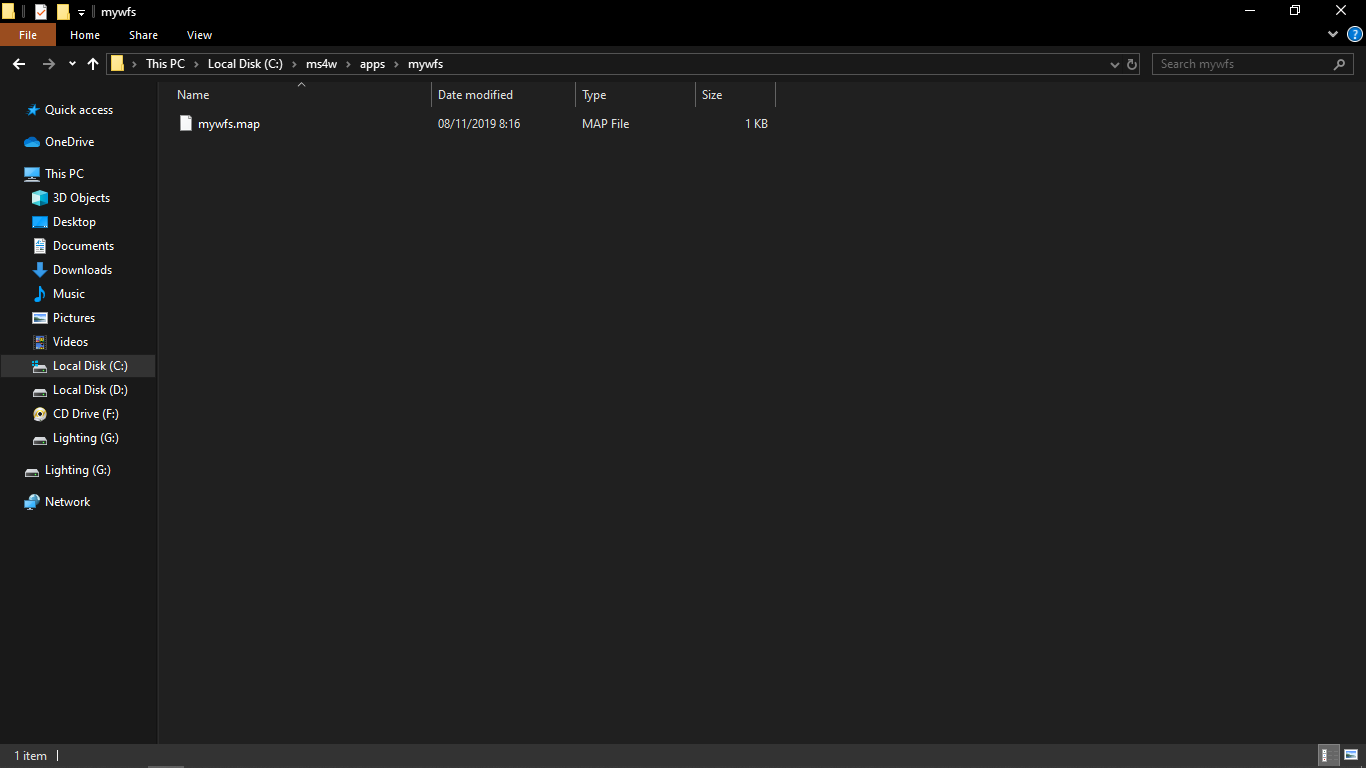 mywfs
File Home Share View
This PC Local Disk (C:) ms4w apps mywfs
Search mywfs
Name Date modified Type Size
mywfs.map 08/11/2019 8:16 MAP File 1 KB
Quick access
OneDrive
This PC
3D Objects
Desktop
Documents
Downloads
Music
Pictures
Videos
Local Disk (C:)
Local Disk (D:)
CD Drive (F:)
Lighting (G:)
Lighting (G:)
Network
1 item